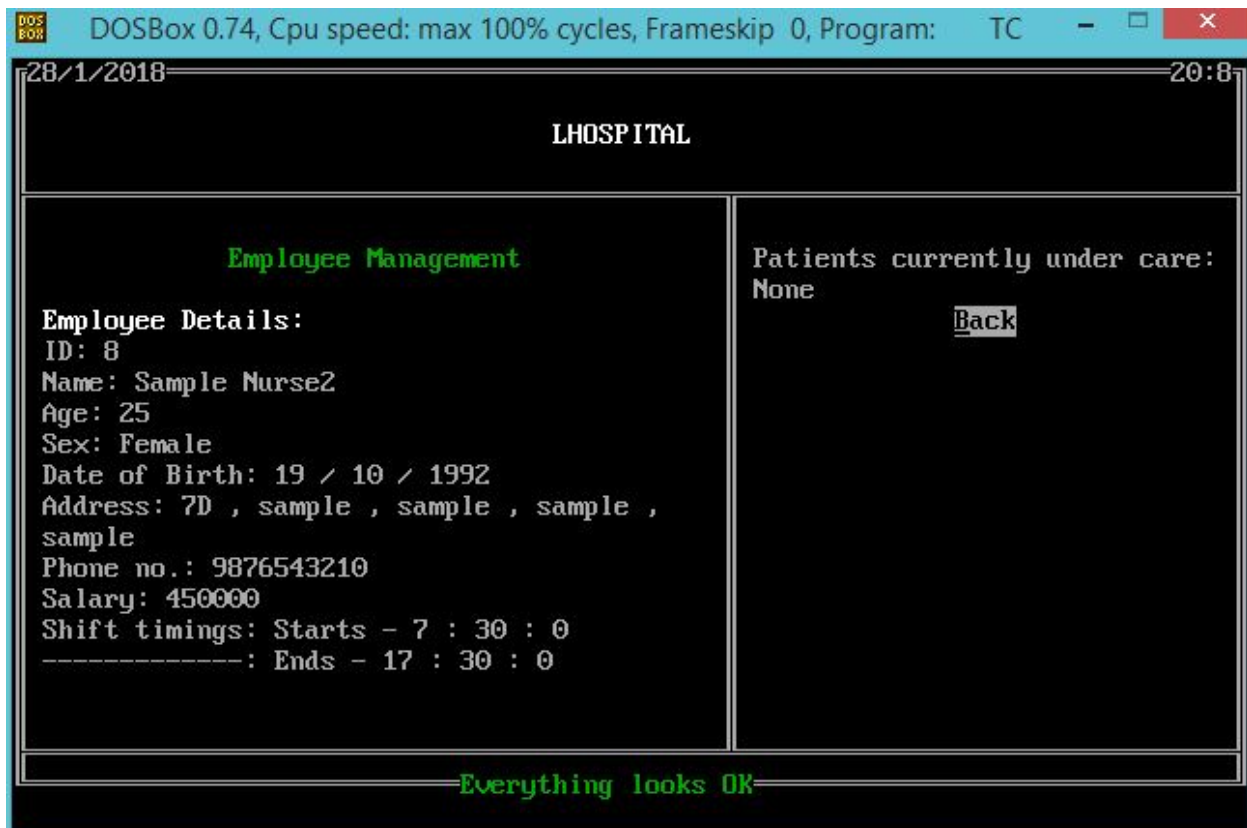 DOS
BOX
DOSBox 0.74, Cpu speed: max 100% cycles, Frameskip 0, Program: TC
28/1/2018
20:8
LHOSPITAL
Employee Management
Employee Details:
ID: 8
Name: Sample Nurse2
Age: 25
Sex: Female
Date of Birth: 19 / 10 / 1992
Address: 7D , sample , sample , sample ,
sample
Phone no.: 9876543210
Salary: 450000
Shift timings: Starts - 7 : 30 : 0
-------------: Ends - 17 : 30 : 0
Patients currently under care:
None
Back
Everything looks OK